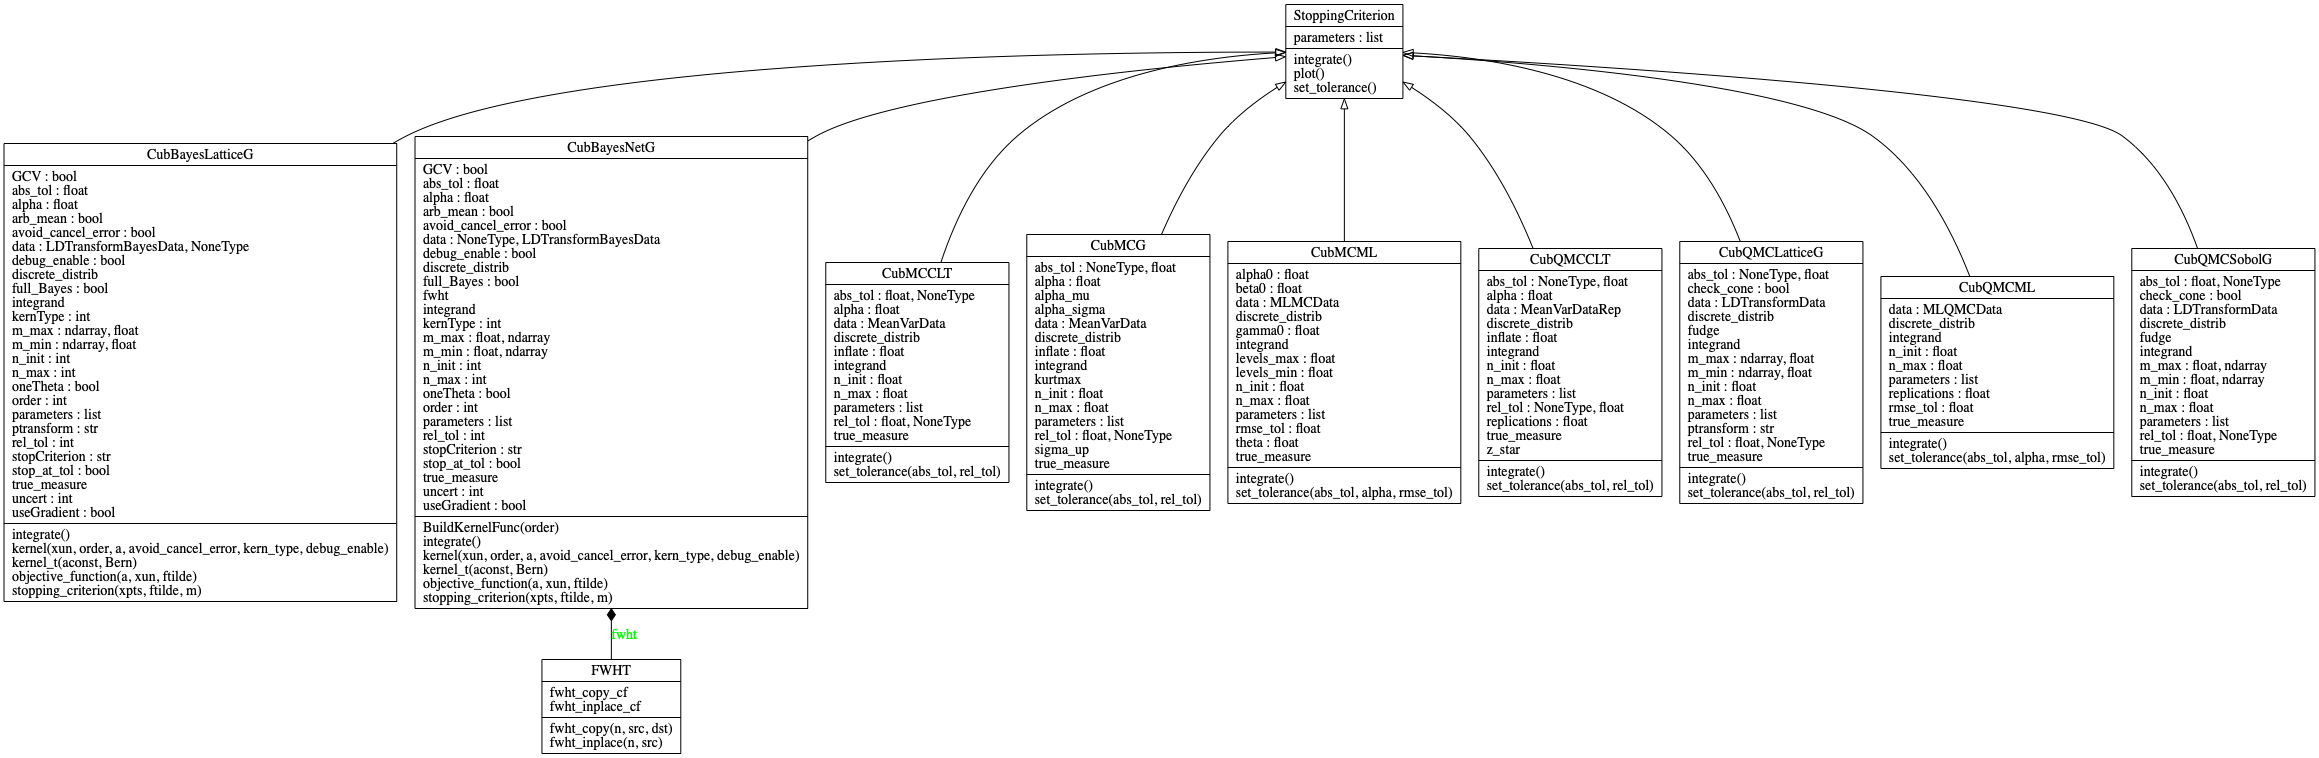 StoppingCriterion
parameters : list
integrate()
plot()
set_tolerance()
CubBayesLatticeG
GCV : bool
abs_tol : float
alpha : float
arb_mean : bool
avoid_cancel_error : bool
data : LDTransformBayesData, NoneType
debug_enable : bool
discrete_distrib
full_Bayes : bool
integrand
kernType : int
m_max : ndarray, float
m_min : ndarray, float
n_init : int
n_max : int
oneTheta : bool
order : int
parameters : list
ptransform : str
rel_tol : int
stopCriterion : str
stop_at_tol : bool
true_measure
uncert : int
useGradient : bool
integrate()
kernel(xun, order, a, avoid_cancel_error, kern_type, debug_enable)
kernel_t(aconst, Bern)
objective_function(a, xun, ftilde)
stopping_criterion(xpts, ftilde, m)
CubBayesNetG
GCV : bool
abs_tol : float
alpha : float
arb_mean : bool
avoid_cancel_error : bool
data : NoneType, LDTransformBayesData
debug_enable : bool
discrete_distrib
full_Bayes : bool
fwht
integrand
kernType : int
m_max : float, ndarray
m_min : float, ndarray
n_init : int
n_max : int
oneTheta : bool
order : int
parameters : list
rel_tol : int
stopCriterion : str
stop_at_tol : bool
true_measure
uncert : int
useGradient : bool
BuildKernelFunc(order)
integrate()
kernel(xun, order, a, avoid_cancel_error, kern_type, debug_enable)
kernel_t(aconst, Bern)
objective_function(a, xun, ftilde)
stopping_criterion(xpts, ftilde, m)
CubMCCLT
abs_tol : float, NoneType
alpha : float
data : MeanVarData
discrete_distrib
inflate : float
integrand
n_init : float
n_max : float
parameters : list
rel_tol : float, NoneType
true_measure
integrate()
set_tolerance(abs_tol, rel_tol)
CubMCG
abs_tol : NoneType, float
alpha : float
alpha_mu
alpha_sigma
data : MeanVarData
discrete_distrib
inflate : float
integrand
kurtmax
n_init : float
n_max : float
parameters : list
rel_tol : float, NoneType
sigma_up
true_measure
integrate()
set_tolerance(abs_tol, rel_tol)
CubMCML
alpha0 : float
beta0 : float
data : MLMCData
discrete_distrib
gamma0 : float
integrand
levels_max : float
levels_min : float
n_init : float
n_max : float
parameters : list
rmse_tol : float
theta : float
true_measure
integrate()
set_tolerance(abs_tol, alpha, rmse_tol)
CubQMCCLT
abs_tol : NoneType, float
alpha : float
data : MeanVarDataRep
discrete_distrib
inflate : float
integrand
n_init : float
n_max : float
parameters : list
rel_tol : NoneType, float
replications : float
true_measure
z_star
integrate()
set_tolerance(abs_tol, rel_tol)
CubQMCLatticeG
abs_tol : NoneType, float
check_cone : bool
data : LDTransformData
discrete_distrib
fudge
integrand
m_max : ndarray, float
m_min : ndarray, float
n_init : float
n_max : float
parameters : list
ptransform : str
rel_tol : float, NoneType
true_measure
integrate()
set_tolerance(abs_tol, rel_tol)
CubQMCML
data : MLQMCData
discrete_distrib
integrand
n_init : float
n_max : float
parameters : list
replications : float
rmse_tol : float
true_measure
integrate()
set_tolerance(abs_tol, alpha, rmse_tol)
CubQMCSobolG
abs_tol : float, NoneType
check_cone : bool
data : LDTransformData
discrete_distrib
fudge
integrand
m_max : float, ndarray
m_min : float, ndarray
n_init : float
n_max : float
parameters : list
rel_tol : float, NoneType
true_measure
integrate()
set_tolerance(abs_tol, rel_tol)
fwht
FWHT
fwht_copy_cf
fwht_inplace_cf
fwht_copy(n, src, dst)
fwht_inplace(n, src)